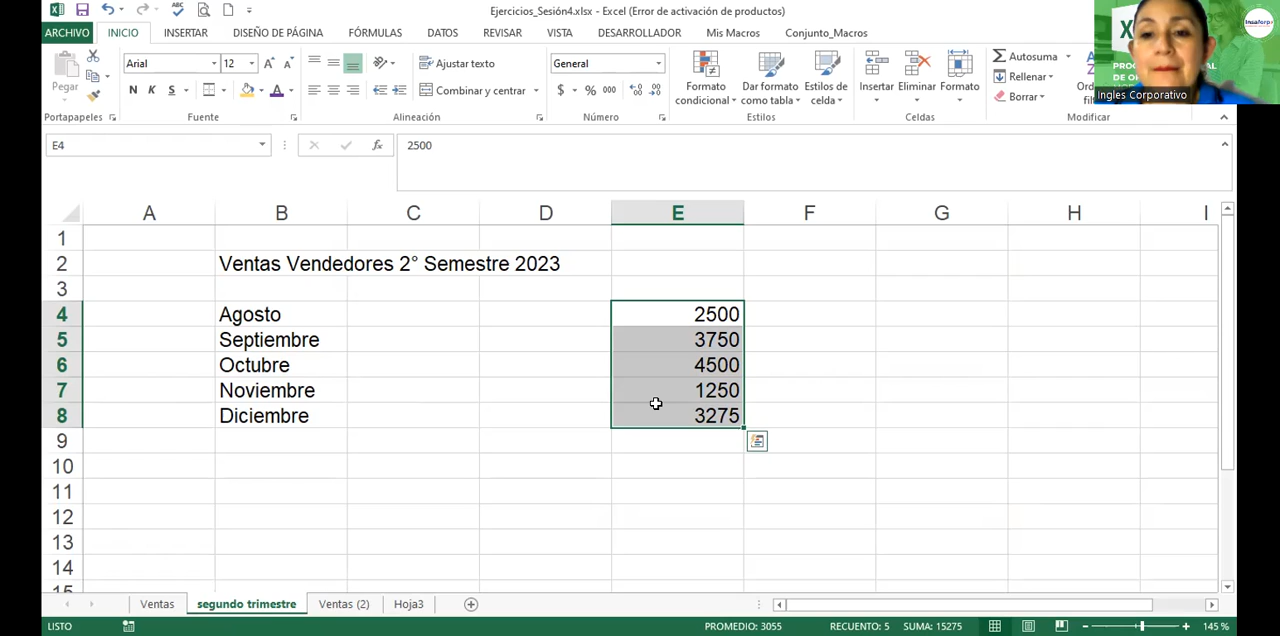 Ejercicios_Sesión4.xlsx - Excel (Error de activación de productos)
ARCHIVO INICIO INSERTAR DISEÑO DE PÁGINA FÓRMULAS DATOS REVISAR VISTA DESARROLLADOR Mis Macros Conjunto_Macros
Pegar
Portapapeles
Arial 12
N K S
Fuente
Ajustar texto
Combinar y centrar
Alineación
General
$ % 000
Número
Formato condicional
Dar formato como tabla
Estilos de celda
Estilos
Insertar Eliminar Formato
Celdas
Autosuma
Rellenar
Borrar
Modificar
Insaforp
Ingles Corporativo
E4 fx 2500
A B C D E F G H I
1
2 Ventas Vendedores 2° Semestre 2023
3
4 Agosto 2500
5 Septiembre 3750
6 Octubre 4500
7 Noviembre 1250
8 Diciembre 3275
9
10
11
12
13
14
15
Ventas segundo trimestre Ventas (2) Hoja3
LISTO PROMEDIO: 3055 RECUENTO: 5 SUMA: 15275 145 %